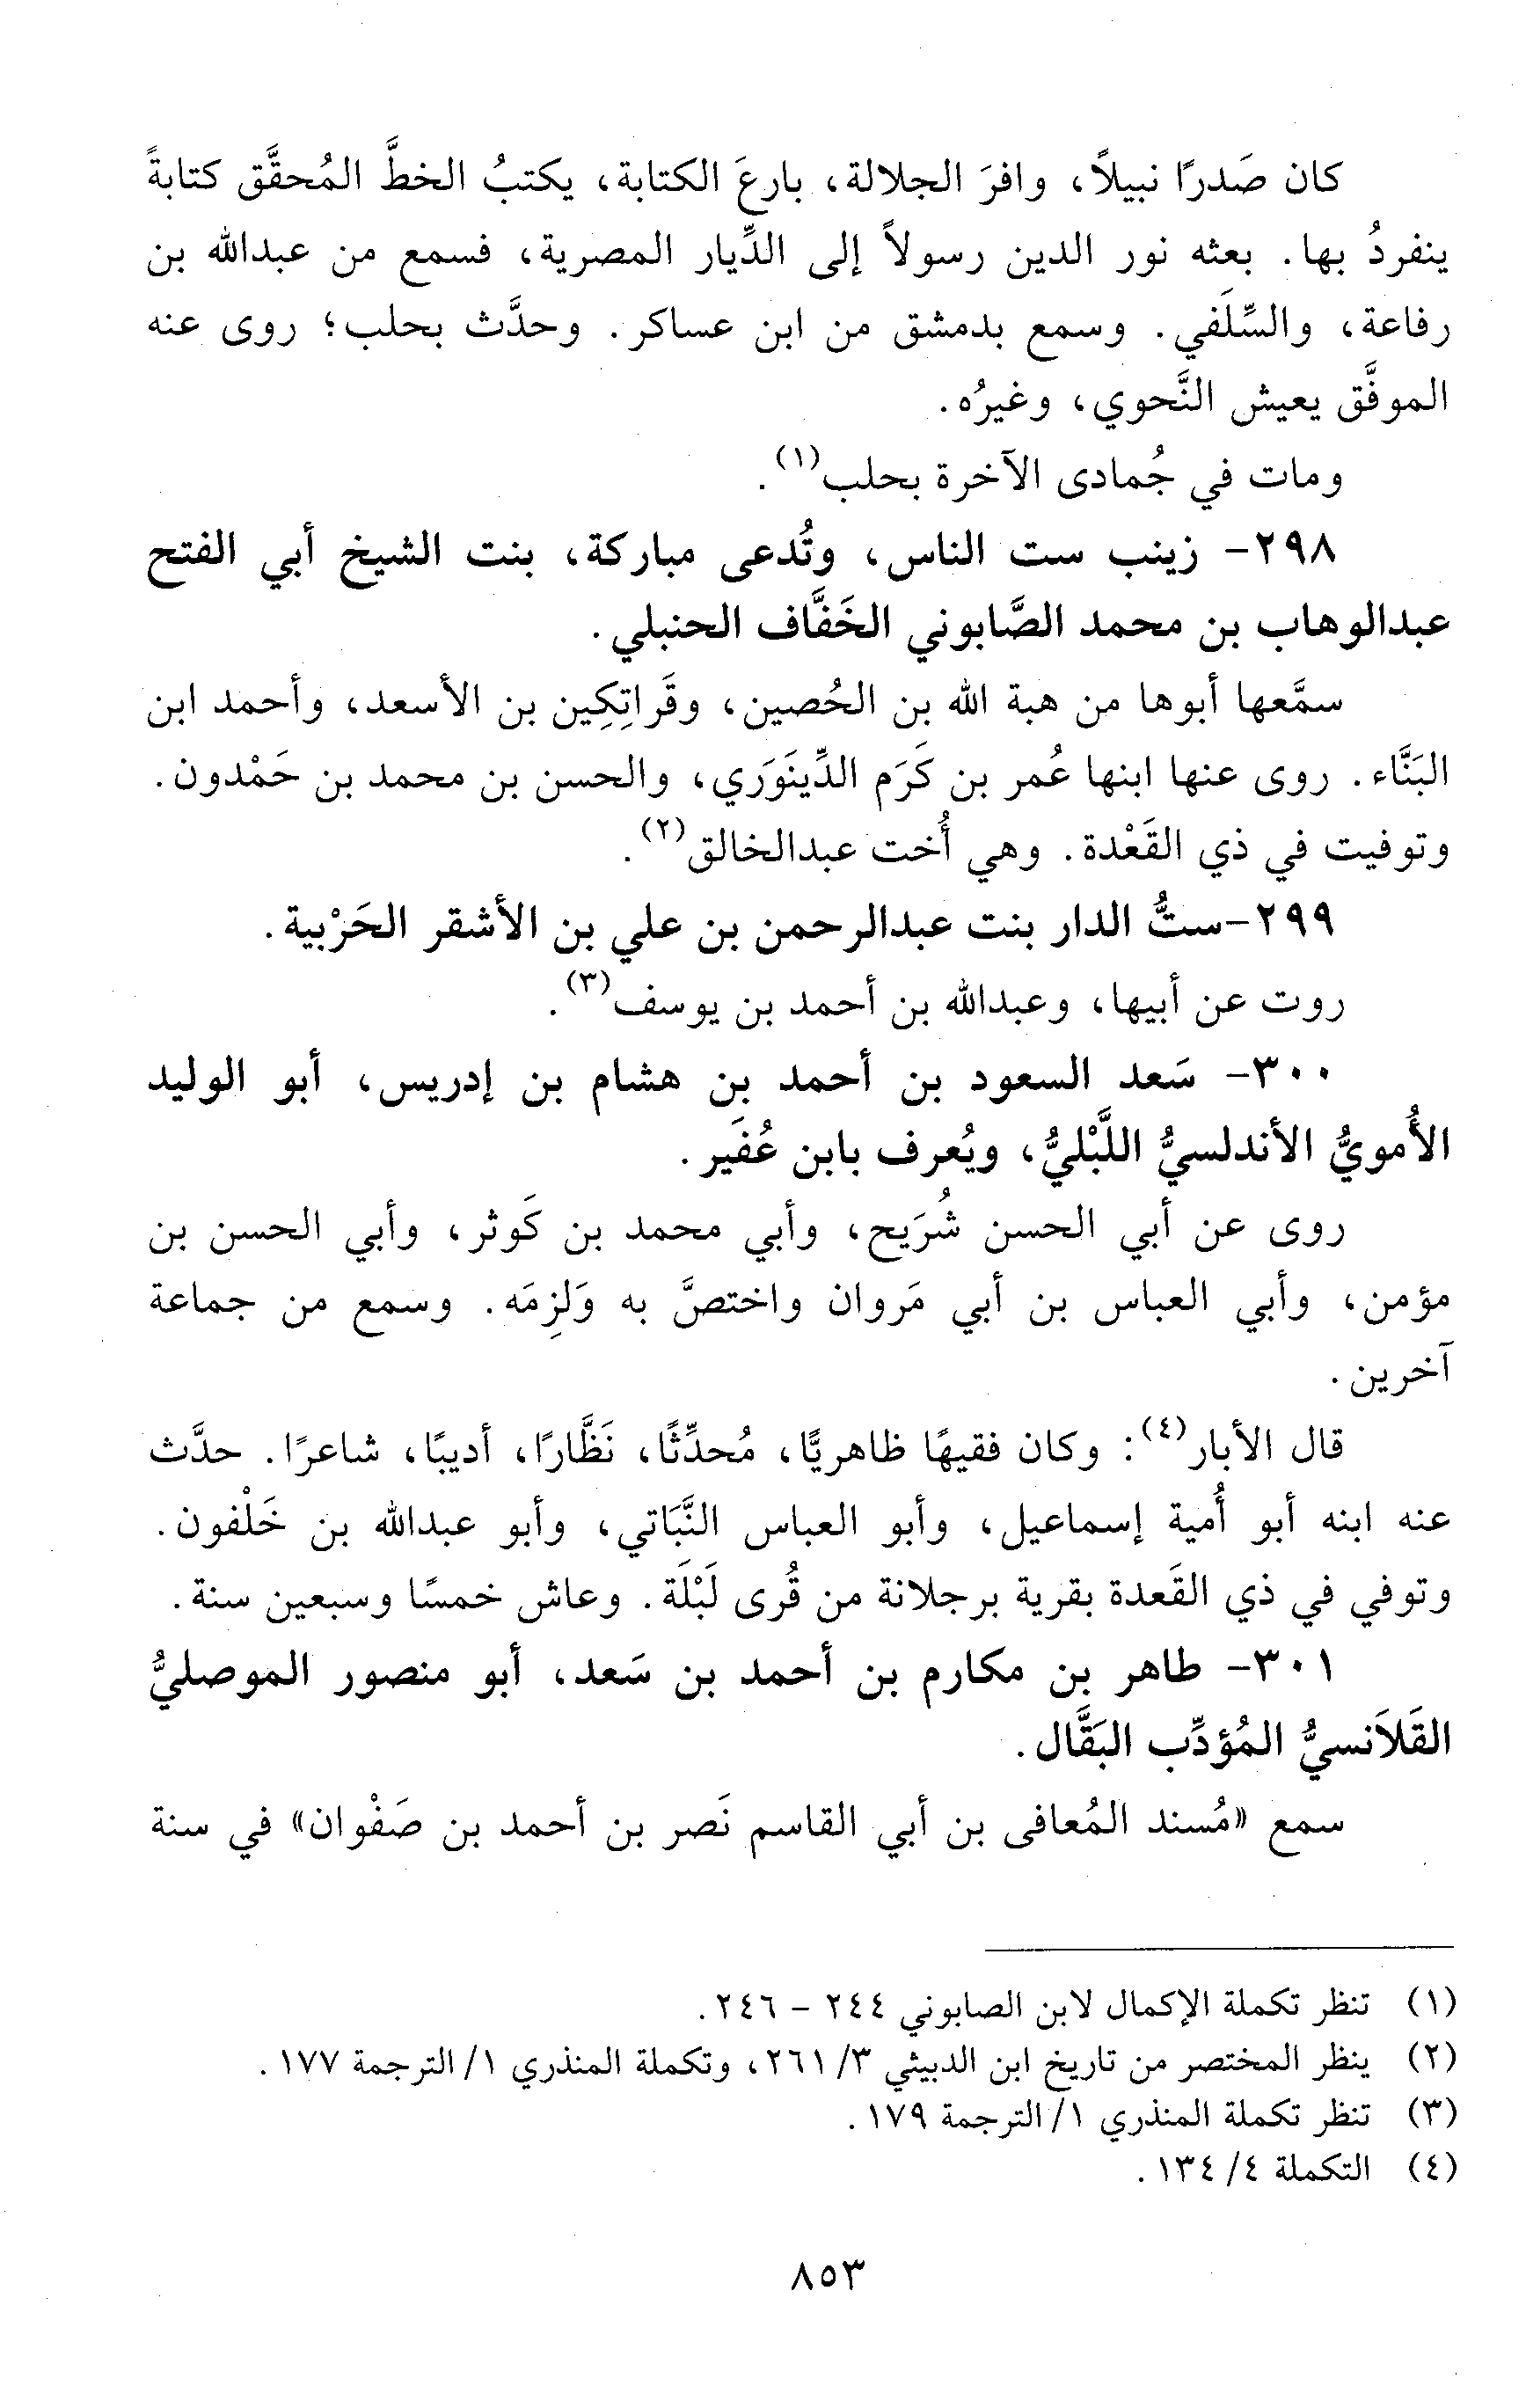 كان صَدرًا نبيلاً، وافرَ الجلالة، بارعَ الكتابة، يكتبُ الخطَّ المُحقَّق كتابةً
ينفردُ بها. بعثه نور الدين رسولاً إلى الدِّيار المصرية، فسمع من عبدالله بن
رفاعة، والسِّلَفي. وسمع بدمشق من ابن عساكر. وحدَّث بحلب؛ روى عنه
الموفَّق يعيش النَّحوي، وغيرُه.
ومات في جُمادى الآخرة بحلب(١).
٢٩٨- زينب ست الناس، وتُدعى مباركة، بنت الشيخ أبي الفتح
عبدالوهاب بن محمد الصَّابوني الخَفَّاف الحنبلي.
سمَّعها أبوها من هبة الله بن الحُصين، وقَراتِكِين بن الأسعد، وأحمد ابن
البَنَّاء. روى عنها ابنها عُمر بن كَرَم الدِّينَوَري، والحسن بن محمد بن حَمْدون.
وتوفيت في ذي القَعْدة. وهي أُخت عبدالخالق(٢).
٢٩٩-ستُّ الدار بنت عبدالرحمن بن علي بن الأشقر الحَرْبية.
روت عن أبيها، وعبدالله بن أحمد بن يوسف(٣).
٣٠٠- سَعد السعود بن أحمد بن هشام بن إدريس، أبو الوليد
الأُمويُّ الأندلسيُّ اللَّبْليُّ، ويُعرف بابن عُفَير.
روى عن أبي الحسن شُرَيح، وأبي محمد بن كَوثر، وأبي الحسن بن
مؤمن، وأبي العباس بن أبي مَروان واختصَّ به وَلزِمَه. وسمع من جماعة
آخرين.
قال الأبار(٤): وكان فقيهًا ظاهريًّا، مُحدِّثًا، نَظَّارًا، أديبًا، شاعرًا. حدَّث
عنه ابنه أبو أُمية إسماعيل، وأبو العباس النَّبَاتي، وأبو عبدالله بن خَلْفون.
وتوفي في ذي القَعدة بقرية برجلانة من قُرى لَبْلَة. وعاش خمسًا وسبعين سنة.
٣٠١- طاهر بن مكارم بن أحمد بن سَعد، أبو منصور الموصليُّ
القَلاَنسيُّ المُؤدِّب البَقَّال.
سمع «مُسند المُعافى بن أبي القاسم نَصر بن أحمد بن صَفْوان» في سنة
(١) تنظر تكملة الإكمال لابن الصابوني ٢٤٤ - ٢٤٦.
(٢) ينظر المختصر من تاريخ ابن الدبيثي ٣/ ٢٦١، وتكملة المنذري ١/ الترجمة ١٧٧.
(٣) تنظر تكملة المنذري ١/ الترجمة ١٧٩.
(٤) التكملة ٤/ ١٣٤.
٨٥٣